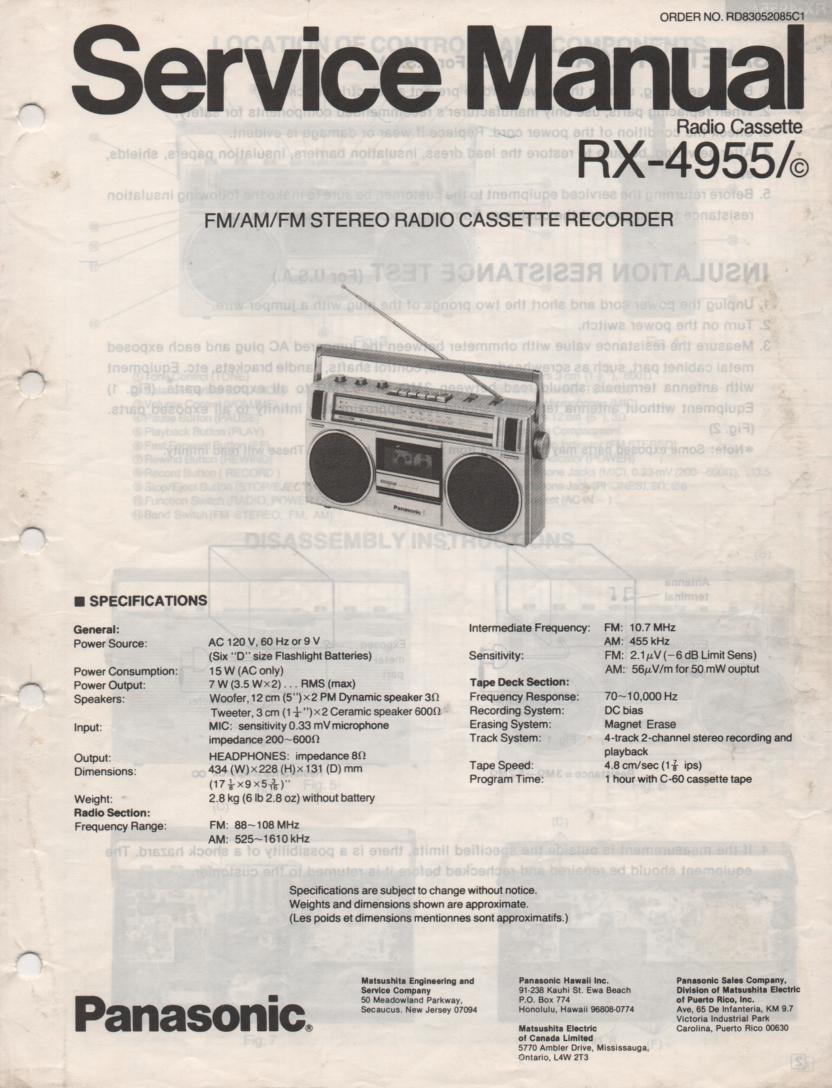 ORDER NO. RD83052085C1
Service Manual
Radio Cassette
RX-4955/©
FM/AM/FM STEREO RADIO CASSETTE RECORDER
Panasonic
■ SPECIFICATIONS
General:
Power Source: AC 120 V, 60 Hz or 9 V
(Six "D" size Flashlight Batteries)
Power Consumption: 15 W (AC only)
Power Output: 7 W (3.5 W×2) . . . RMS (max)
Speakers: Woofer, 12 cm (5")×2 PM Dynamic speaker 3Ω
Tweeter, 3 cm (1 1/4")×2 Ceramic speaker 600Ω
Input: MIC: sensitivity 0.33 mV microphone
impedance 200~600Ω
Output: HEADPHONES: impedance 8Ω
Dimensions: 434 (W)×228 (H)×131 (D) mm
(17 1/8×9×5 3/16)"
Weight: 2.8 kg (6 lb 2.8 oz) without battery
Radio Section:
Frequency Range: FM: 88~108 MHz
AM: 525~1610 kHz
Intermediate Frequency: FM: 10.7 MHz
AM: 455 kHz
Sensitivity: FM: 2.1μV (−6 dB Limit Sens)
AM: 56μV/m for 50 mW ouptut
Tape Deck Section:
Frequency Response: 70~10,000 Hz
Recording System: DC bias
Erasing System: Magnet Erase
Track System: 4-track 2-channel stereo recording and
playback
Tape Speed: 4.8 cm/sec (1 7/8 ips)
Program Time: 1 hour with C-60 cassette tape
Specifications are subject to change without notice.
Weights and dimensions shown are approximate.
(Les poids et dimensions mentionnes sont approximatifs.)
Panasonic®
Matsushita Engineering and
Service Company
50 Meadowland Parkway,
Secaucus. New Jersey 07094
Panasonic Hawaii Inc.
91-238 Kauhi St. Ewa Beach
P.O. Box 774
Honolulu, Hawaii 96808-0774
Matsushita Electric
of Canada Limited
5770 Ambler Drive, Mississauga,
Ontario, L4W 2T3
Panasonic Sales Company,
Division of Matsushita Electric
of Puerto Rico, Inc.
Ave, 65 De Infanteria, KM 9.7
Victoria Industrial Park
Carolina, Puerto Rico 00630